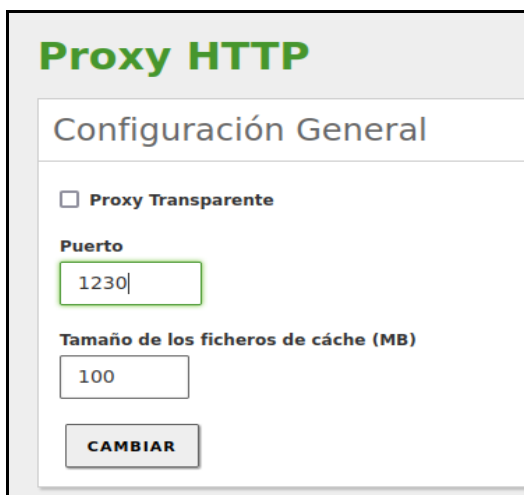 Proxy HTTP
Configuración General
Proxy Transparente
Puerto
1230
Tamaño de los ficheros de cáche (MB)
100
CAMBIAR